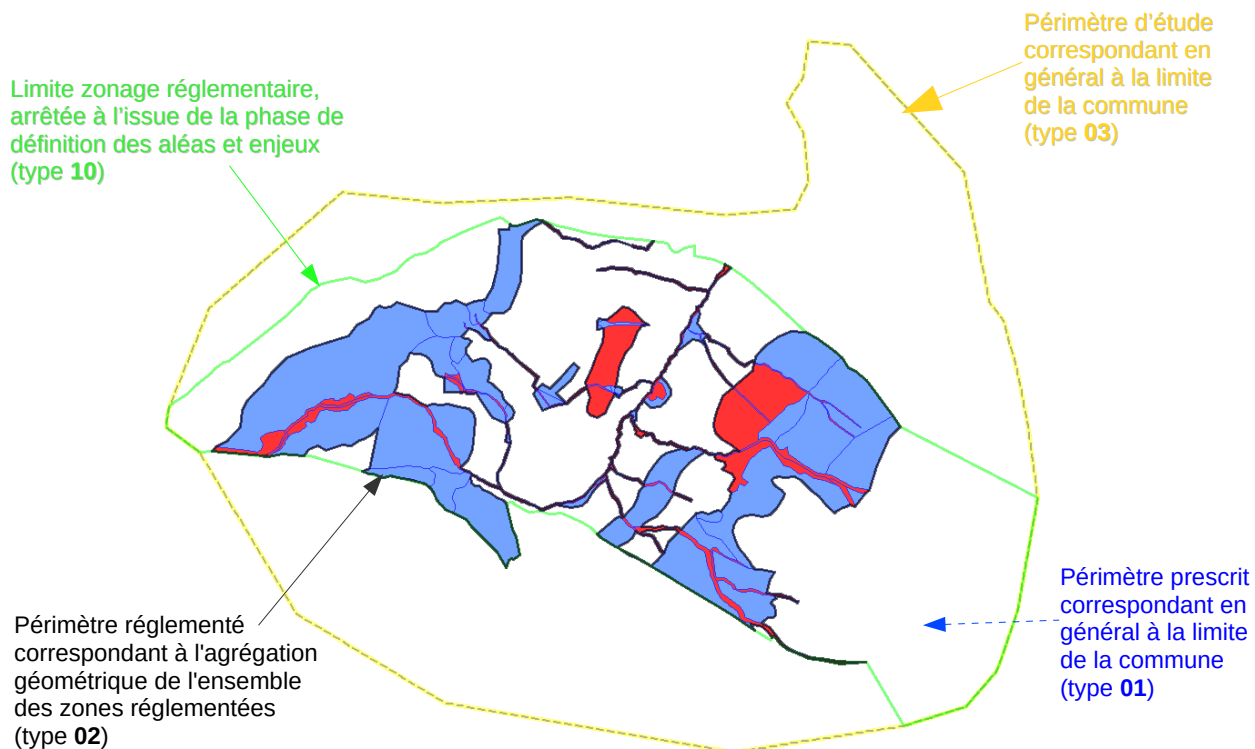 Périmètre d'étude
correspondant en
général à la limite
de la commune
(type 03)
Limite zonage réglementaire,
arrêtée à l'issue de la phase de
définition des aléas et enjeux
(type 10)
Périmètre prescrit
correspondant en
général à la limite
de la commune
(type 01)
Périmètre réglementé
correspondant à l'agrégation
géométrique de l'ensemble
des zones réglementées
(type 02)